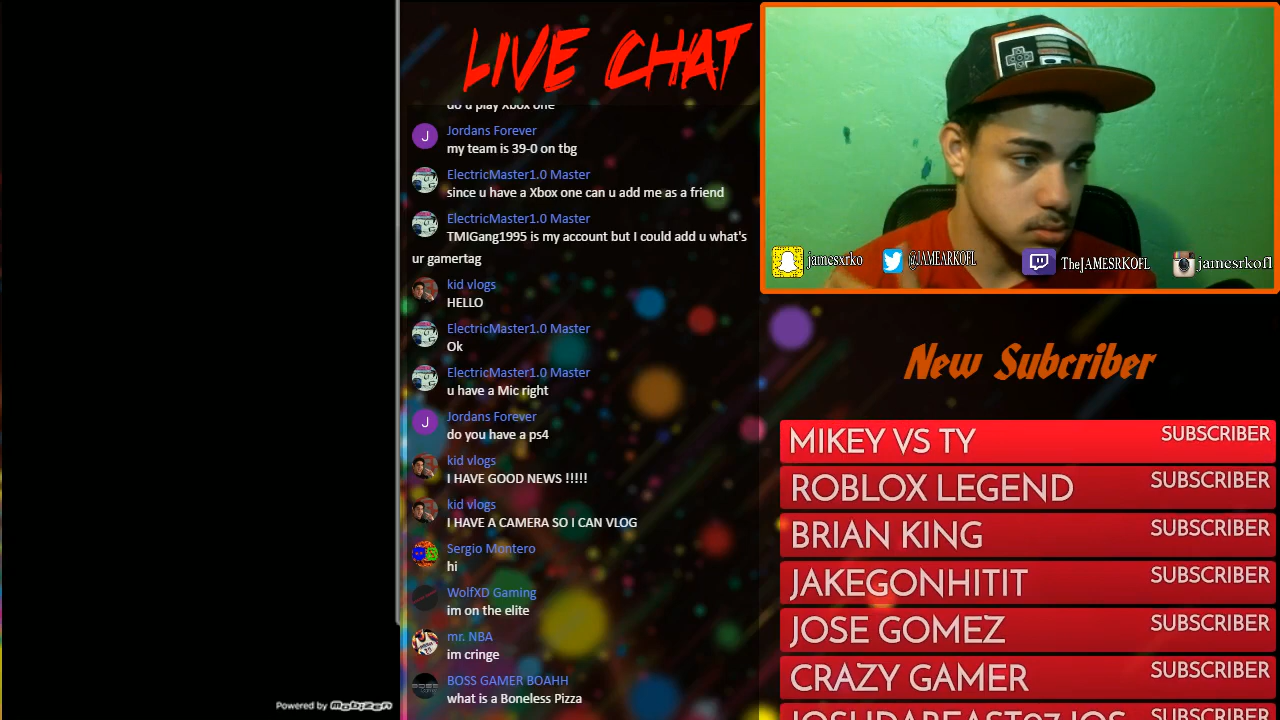 LIVE CHAT
do u play Xbox one
J
Jordans Forever
my team is 39-0 on tbg
ElectricMaster1.0 Master
since u have a Xbox one can u add me as a friend
ElectricMaster1.0 Master
TMIGang1995 is my account but I could add u what's
ur gamertag
kid vlogs
HELLO
ElectricMaster1.0 Master
Ok
ElectricMaster1.0 Master
u have a Mic right
J
Jordans Forever
do you have a ps4
kid vlogs
I HAVE GOOD NEWS !!!!!
kid vlogs
I HAVE A CAMERA SO I CAN VLOG
Sergio Montero
hi
WolfXD Gaming
im on the elite
mr. NBA
im cringe
BOSS GAMER BOAHH
what is a Boneless Pizza
Powered by mobizen
jamesxrko
@JAMEARKOFL
TheJAMESRKOFL
jamesrkofl
New Subcriber
MIKEY VS TY SUBSCRIBER
ROBLOX LEGEND SUBSCRIBER
BRIAN KING SUBSCRIBER
JAKEGONHITIT SUBSCRIBER
JOSE GOMEZ SUBSCRIBER
CRAZY GAMER SUBSCRIBER
SUBSCRIBER